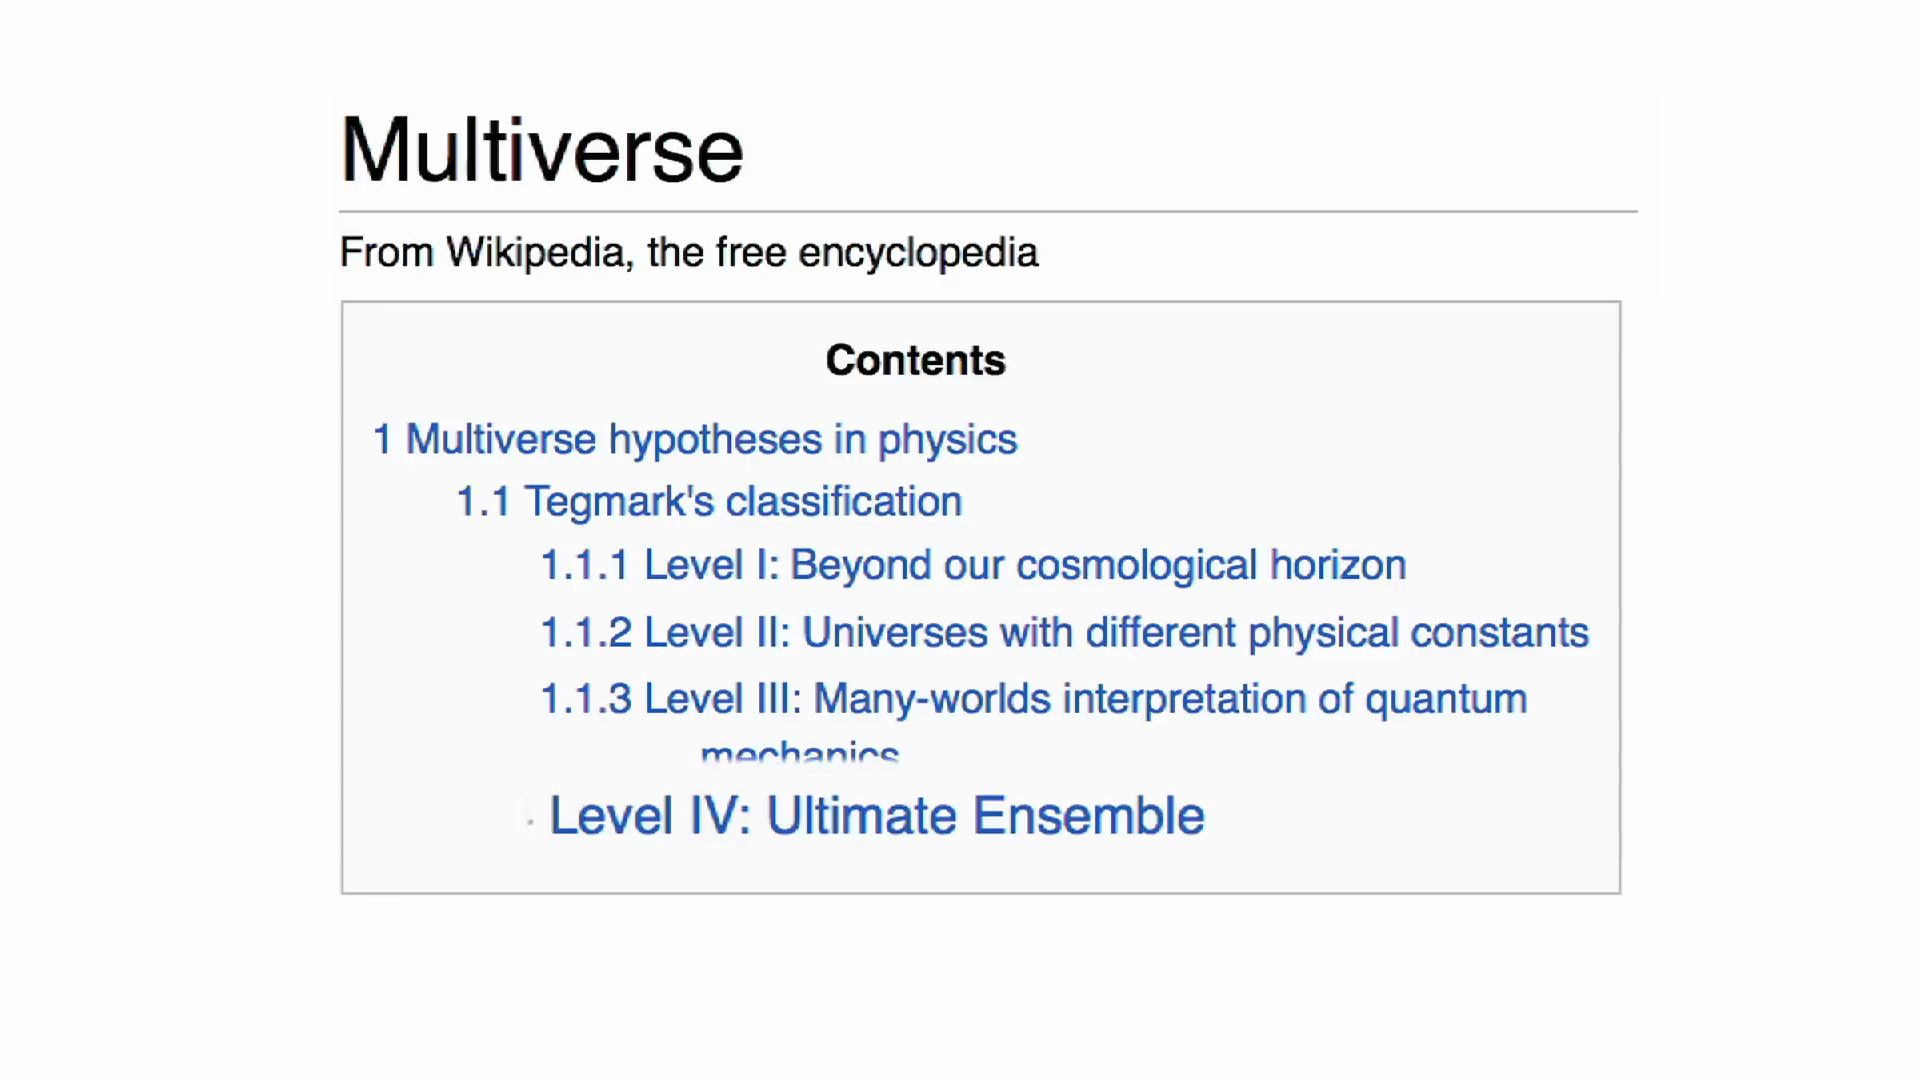 Multiverse
From Wikipedia, the free encyclopedia
Contents
1 Multiverse hypotheses in physics
1.1 Tegmark's classification
1.1.1 Level I: Beyond our cosmological horizon
1.1.2 Level II: Universes with different physical constants
1.1.3 Level III: Many-worlds interpretation of quantum
mechanics
Level IV: Ultimate Ensemble